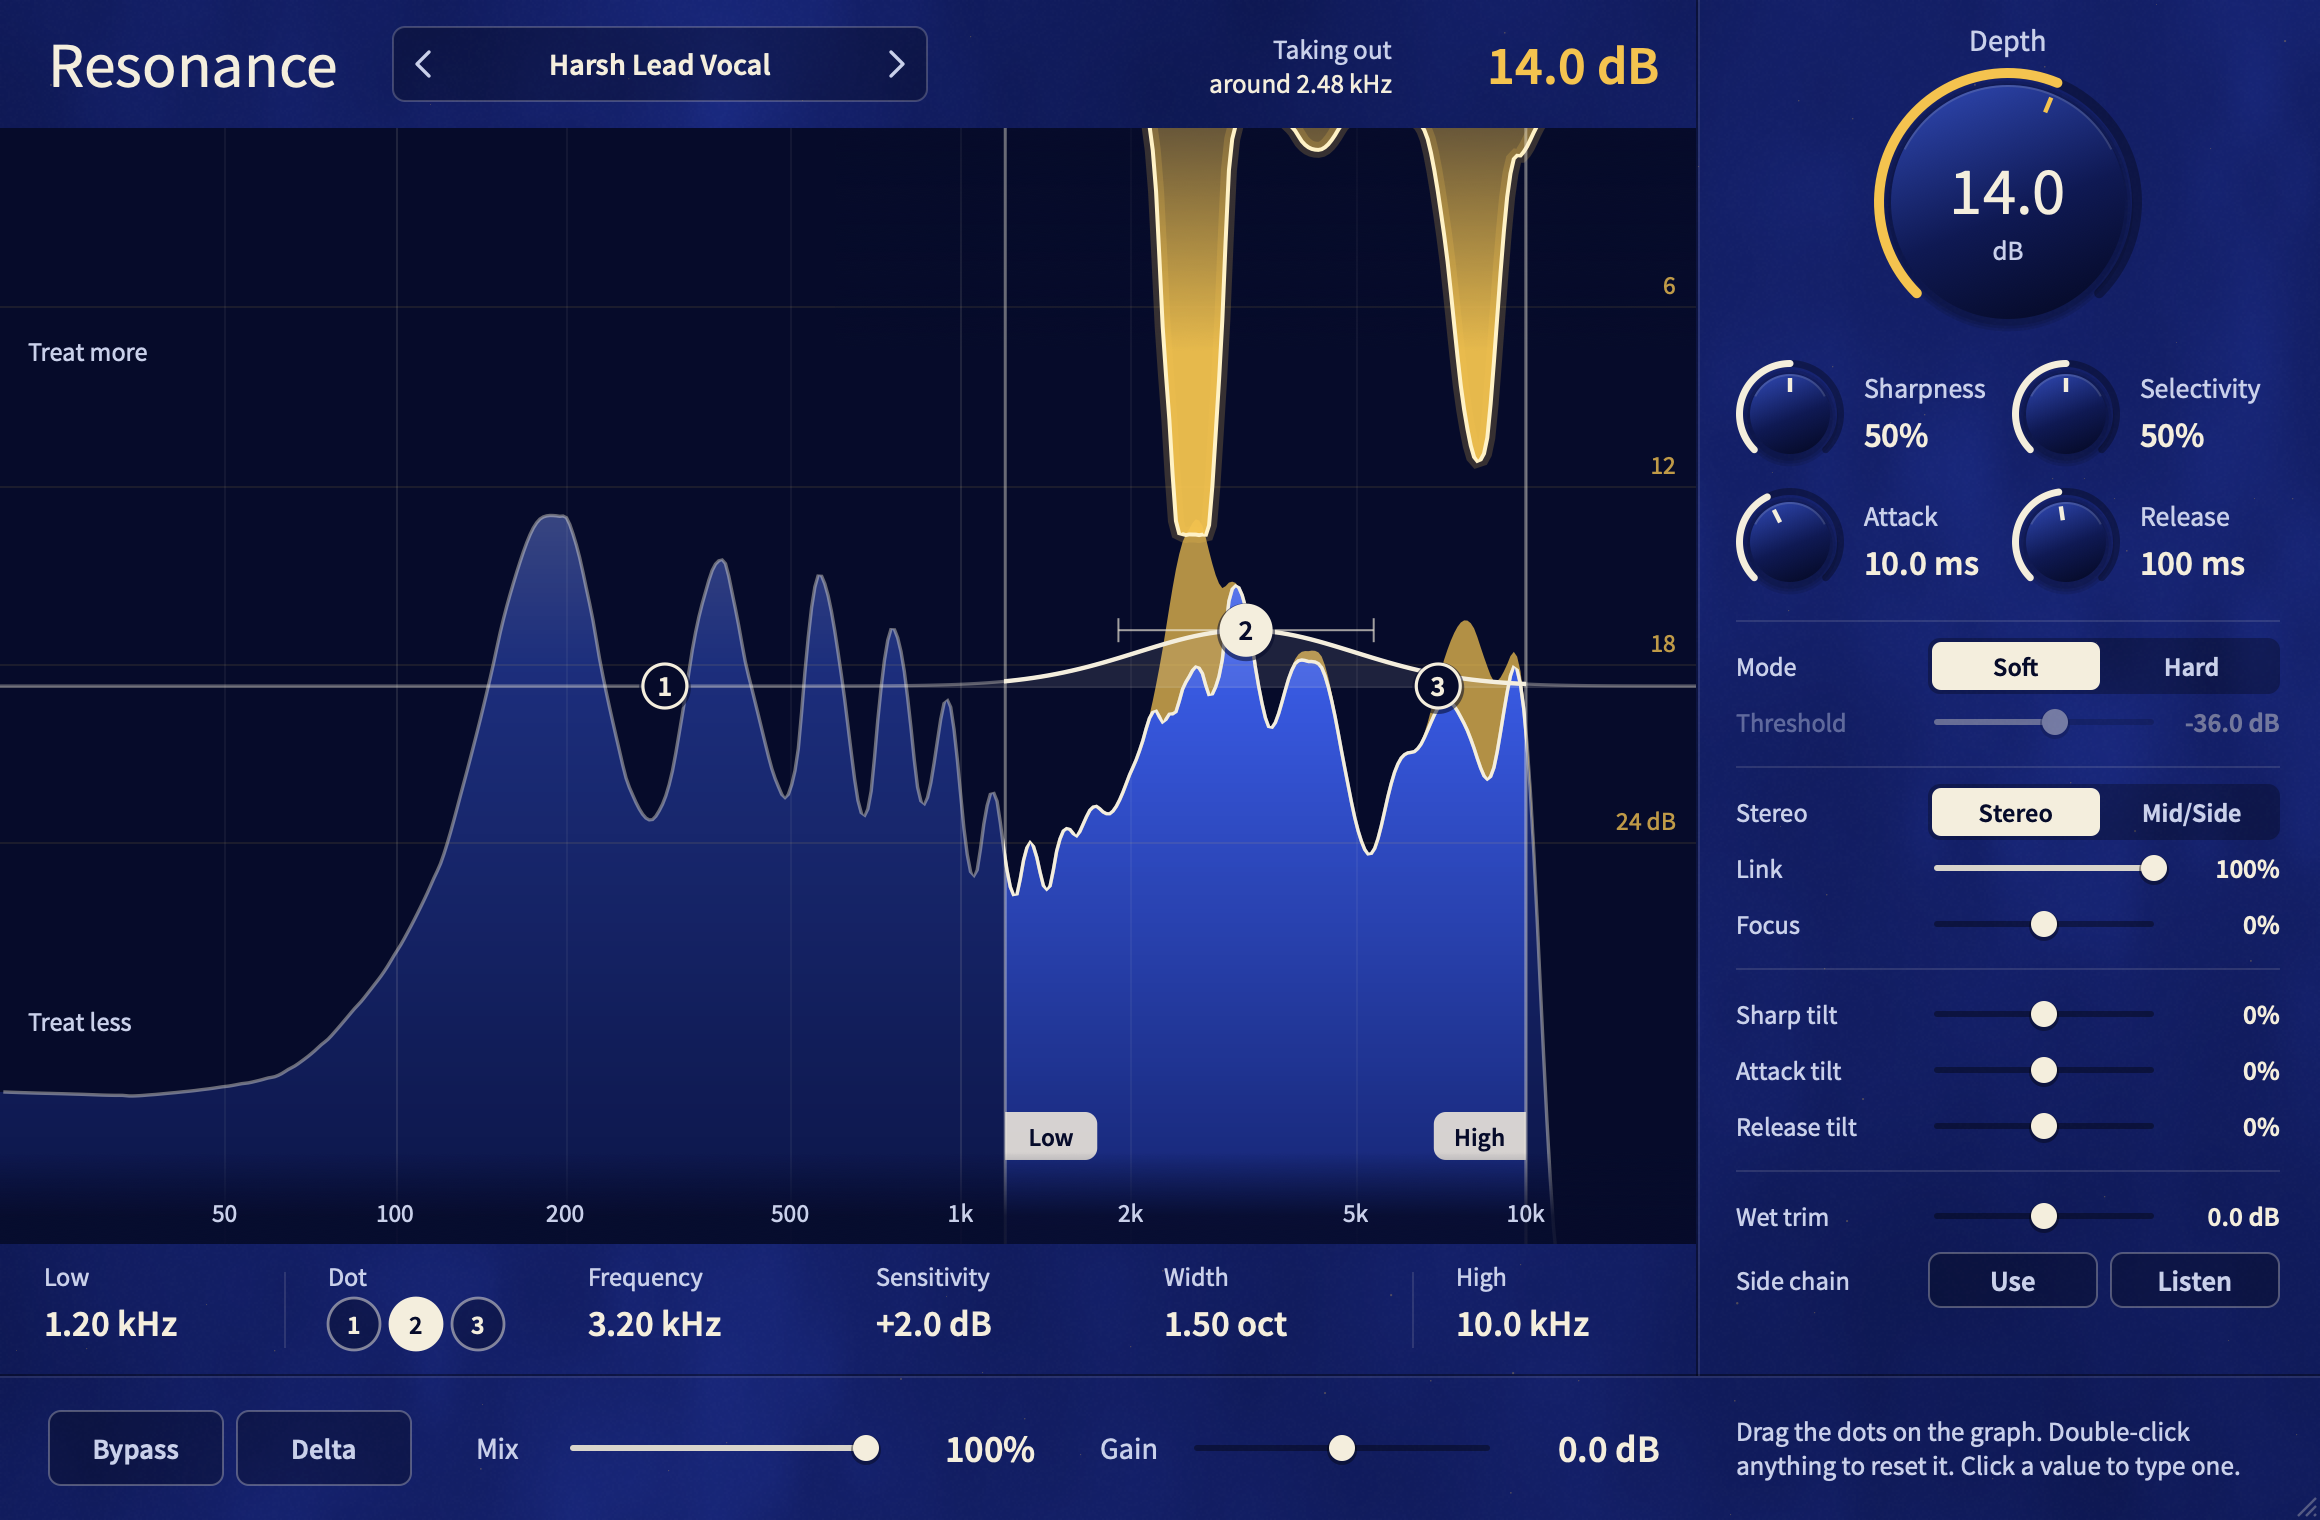 Resonance
Harsh Lead Vocal
Taking out
around 2.48 kHz
14.0 dB
Depth
14.0
dB
6
12
18
24 dB
Treat more
Treat less
1
2
3
Sharpness
50%
Selectivity
50%
Attack
10.0 ms
Release
100 ms
Mode
Soft
Hard
Threshold
-36.0 dB
Stereo
Stereo
Mid/Side
Link
100%
Focus
0%
Sharp tilt
0%
Attack tilt
0%
Release tilt
0%
Wet trim
0.0 dB
Side chain
Use
Listen
Low
High
50
100
200
500
1k
2k
5k
10k
Low
1.20 kHz
Dot
1
2
3
Frequency
3.20 kHz
Sensitivity
+2.0 dB
Width
1.50 oct
High
10.0 kHz
Bypass
Delta
Mix
100%
Gain
0.0 dB
Drag the dots on the graph. Double-click
anything to reset it. Click a value to type one.